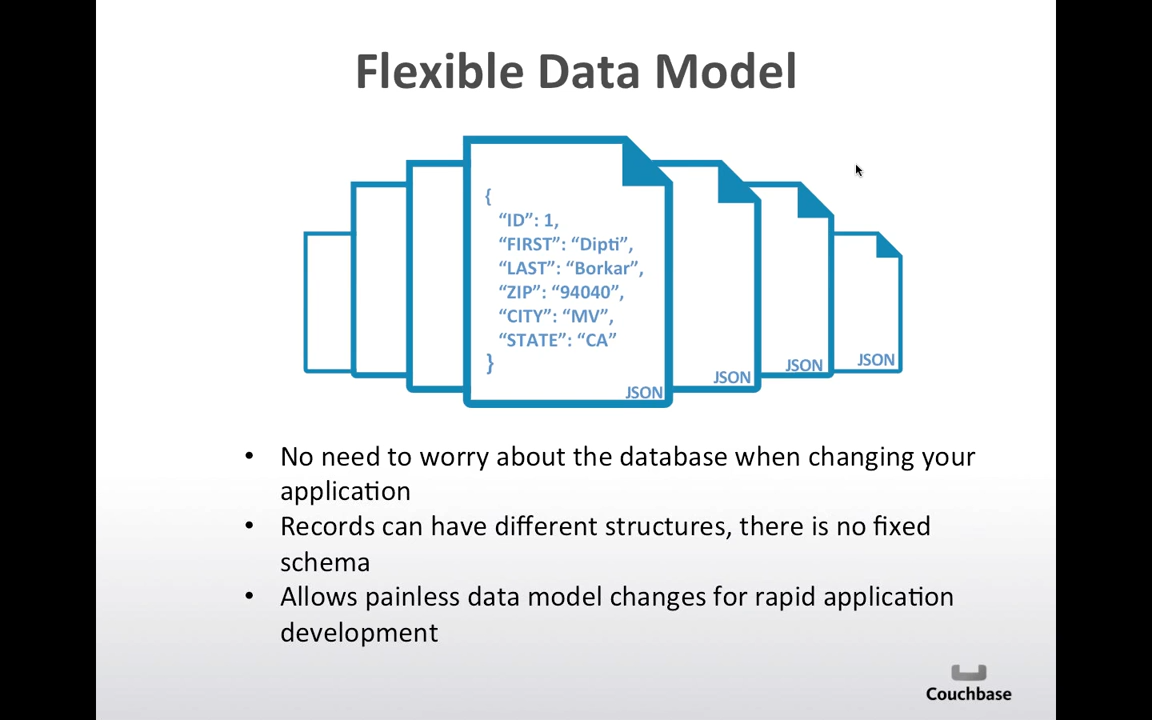 Flexible Data Model
{
“ID”: 1,
“FIRST”: “Dipti”,
“LAST”: “Borkar”,
“ZIP”: “94040”,
“CITY”: “MV”,
“STATE”: “CA”
}
JSON
JSON
JSON
JSON
• No need to worry about the database when changing your
application
• Records can have different structures, there is no fixed
schema
• Allows painless data model changes for rapid application
development
Couchbase